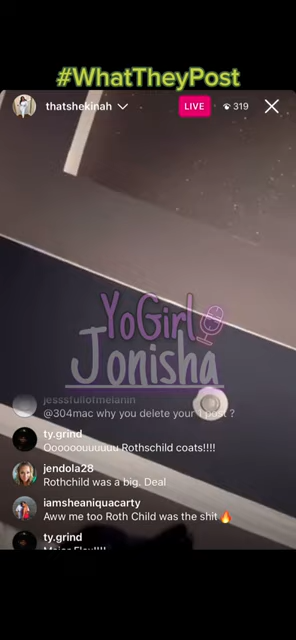 #WhatTheyPost
thatshekinah
LIVE
319
YoGirl
Jonisha
jesssfullofmelanin
@304mac why you delete your 1 post ?
ty.grind
Oooooouuuuuu Rothschild coats!!!!
jendola28
Rothchild was a big. Deal
iamsheaniquacarty
Aww me too Roth Child was the shit🔥
ty.grind